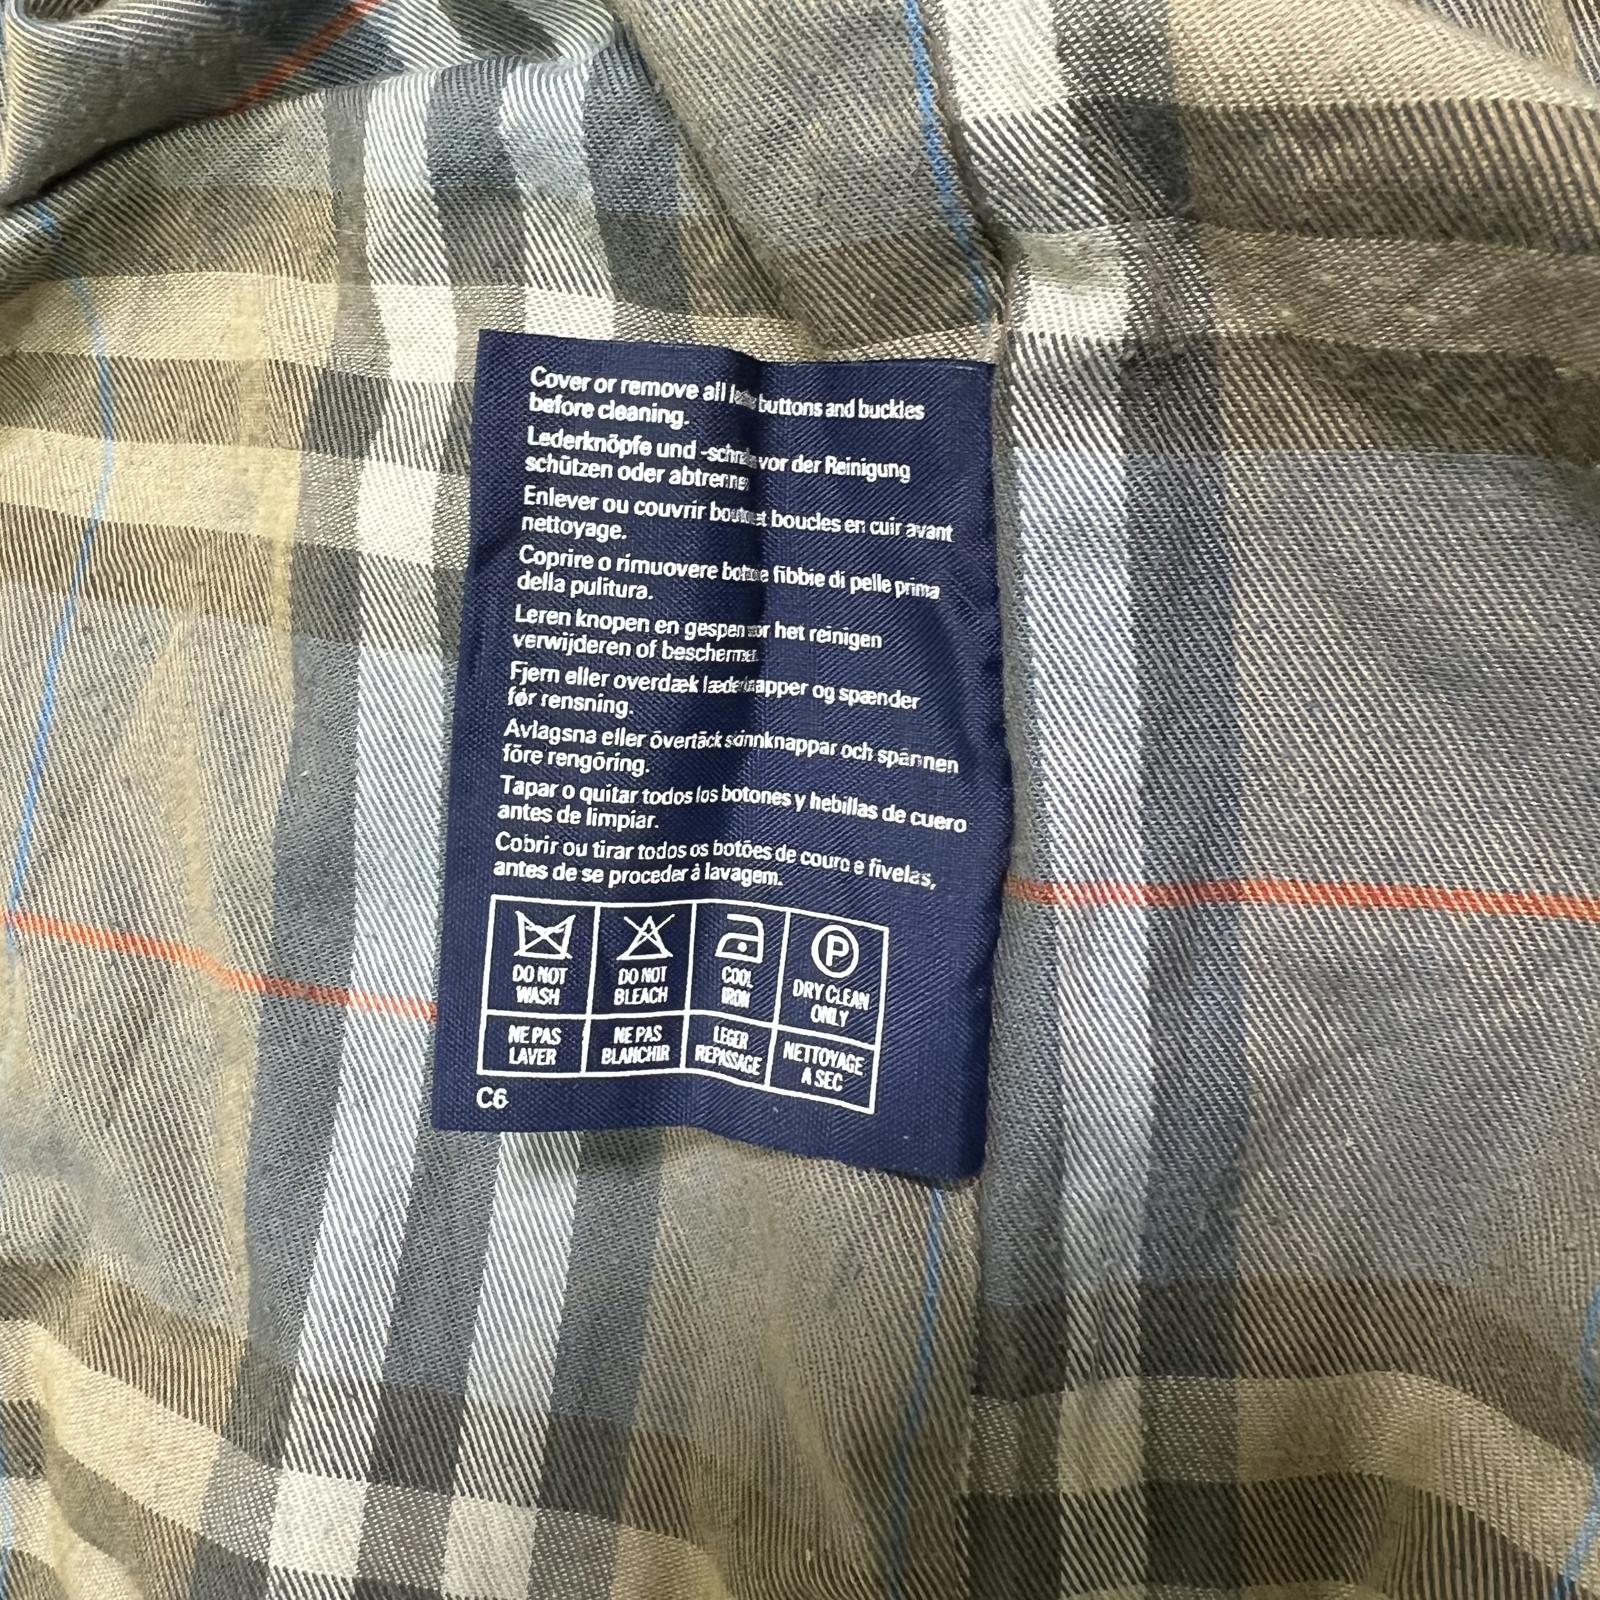 Cover or remove all buttons and buckles
before cleaning.
Lederknöpfe und vor der Reinigung
schützen oder
Enlever ou couvrir boucles en cuir avant
nettoyage.
Coprire o rimuovere fibbie di pelle prima
della pulitura.
Leren knopen en het reinigen
verwijderen of
Fjern eller overdæk og spænder
før rensning.
Avlagsna eller övertäck skinnknappar och spännen
före rengöring.
Tapar o quitar todos los botones y hebillas de cuero
antes de limpiar.
Cobrir ou tirar todos os botões de couro e fivelas,
antes de se proceder à lavagem.
P
DO NOT WASH
DO NOT BLEACH
COOL IRON
DRY CLEAN ONLY
NE PAS LAVER
NE PAS BLANCHIR
LEGER REPASSAGE
NETTOYAGE A SEC
C6